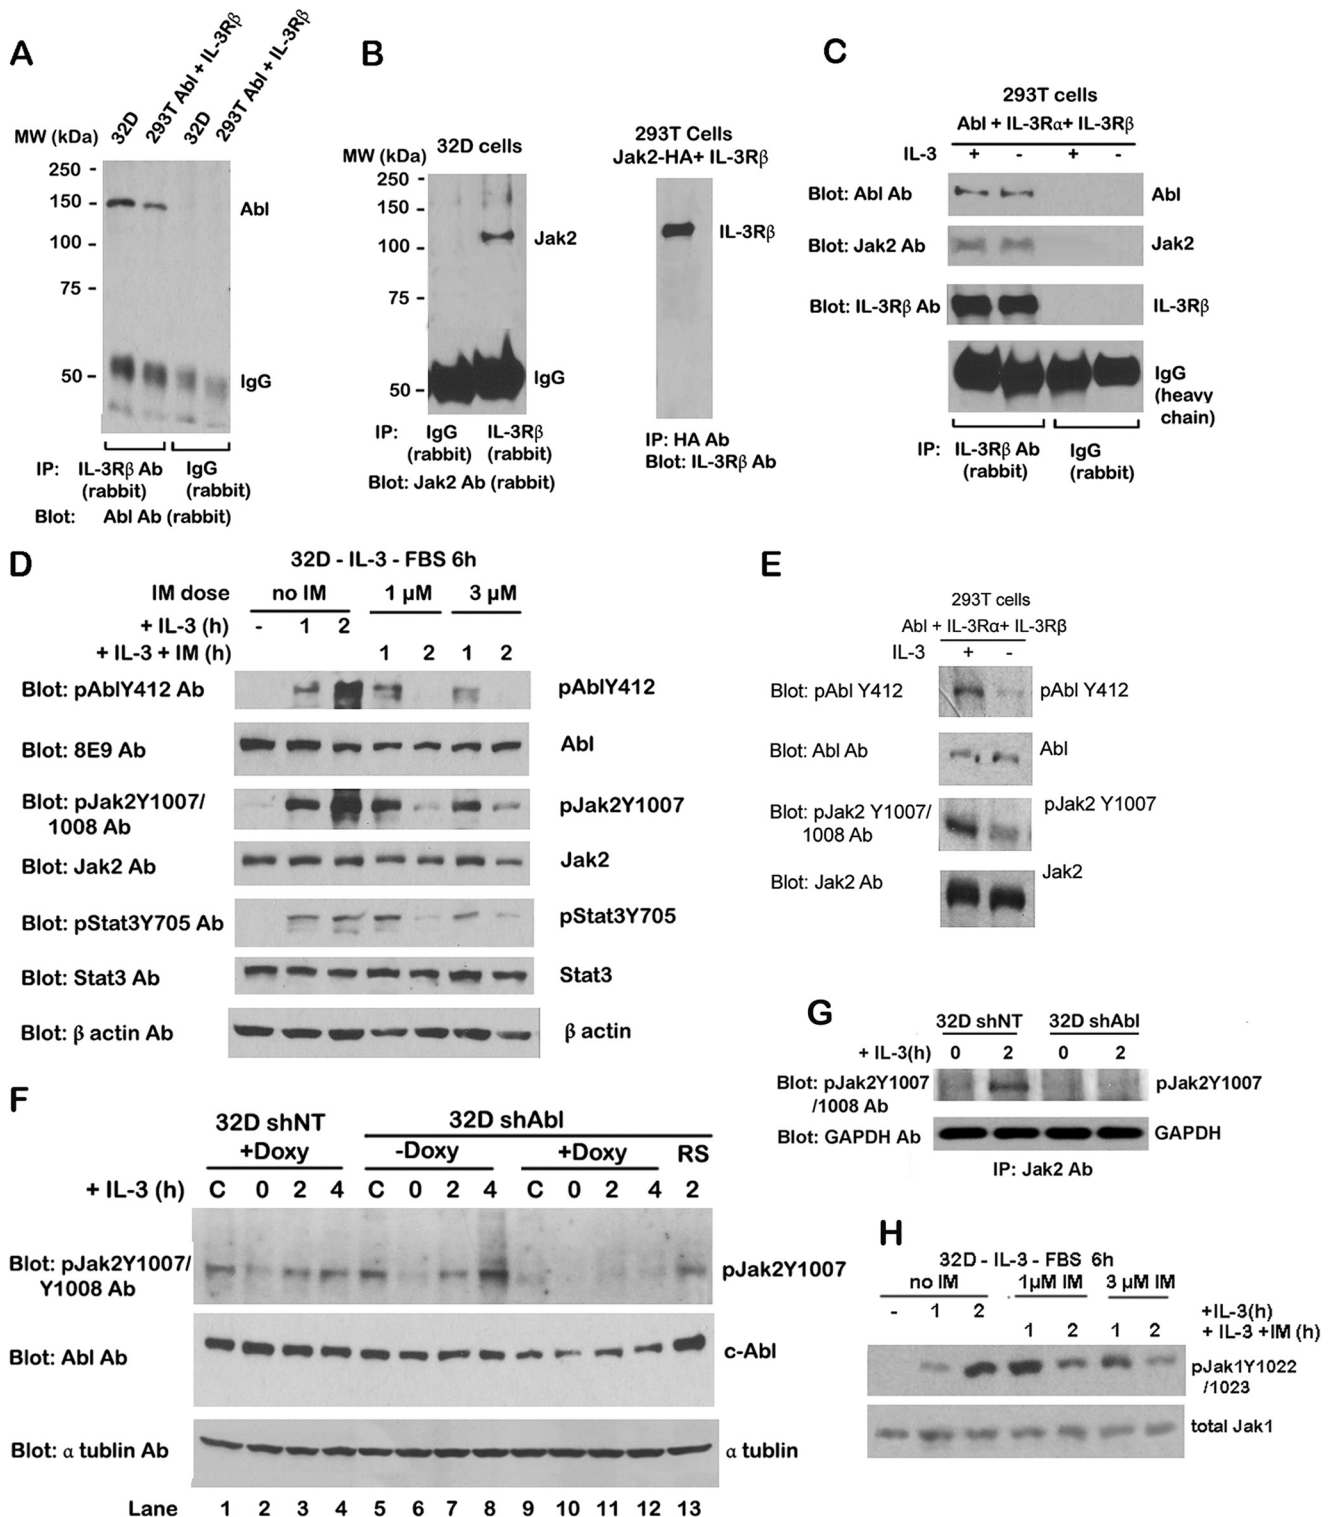 A
32D
293T Abl + IL-3Rβ
32D
293T Abl + IL-3Rβ
MW (kDa)
250 -
150 -
100 -
75 -
50 -
Abl
IgG
IP: IL-3Rβ Ab IgG
(rabbit) (rabbit)
Blot: Abl Ab (rabbit)
B
32D cells
MW (kDa)
250 -
150 -
100 -
75 -
50 -
Jak2
IgG
IP: IgG IL-3Rβ
(rabbit) (rabbit)
Blot: Jak2 Ab (rabbit)
293T Cells
Jak2-HA+ IL-3Rβ
IL-3Rβ
IP: HA Ab
Blot: IL-3Rβ Ab
C
293T cells
Abl + IL-3Rα+ IL-3Rβ
IL-3 + - + -
Blot: Abl Ab Abl
Blot: Jak2 Ab Jak2
Blot: IL-3Rβ Ab IL-3Rβ
IgG
(heavy
chain)
IP: IL-3Rβ Ab IgG
(rabbit) (rabbit)
D
32D - IL-3 - FBS 6h
IM dose no IM 1 µM 3 µM
+ IL-3 (h) - 1 2
+ IL-3 + IM (h) 1 2 1 2
Blot: pAblY412 Ab pAblY412
Blot: 8E9 Ab Abl
Blot: pJak2Y1007/ pJak2Y1007
1008 Ab
Blot: Jak2 Ab Jak2
Blot: pStat3Y705 Ab pStat3Y705
Blot: Stat3 Ab Stat3
Blot: β actin Ab β actin
E
293T cells
Abl + IL-3Rα+ IL-3Rβ
IL-3 + -
Blot: pAbl Y412 pAbl Y412
Blot: Abl Ab Abl
Blot: pJak2 Y1007/ pJak2 Y1007
1008 Ab
Blot: Jak2 Ab Jak2
F
32D shNT 32D shAbl
+Doxy -Doxy +Doxy RS
+ IL-3 (h) C 0 2 4 C 0 2 4 C 0 2 4 2
Blot: pJak2Y1007/ pJak2Y1007
Y1008 Ab
Blot: Abl Ab c-Abl
Blot: α tublin Ab α tublin
Lane 1 2 3 4 5 6 7 8 9 10 11 12 13
G
32D shNT 32D shAbl
+ IL-3(h) 0 2 0 2
Blot: pJak2Y1007 pJak2Y1007
/1008 Ab
Blot: GAPDH Ab GAPDH
IP: Jak2 Ab
H
32D - IL-3 - FBS 6h
no IM 1µM IM 3 µM IM
- 1 2 +IL-3(h)
1 2 1 2 + IL-3 +IM (h)
pJak1Y1022
/1023
total Jak1